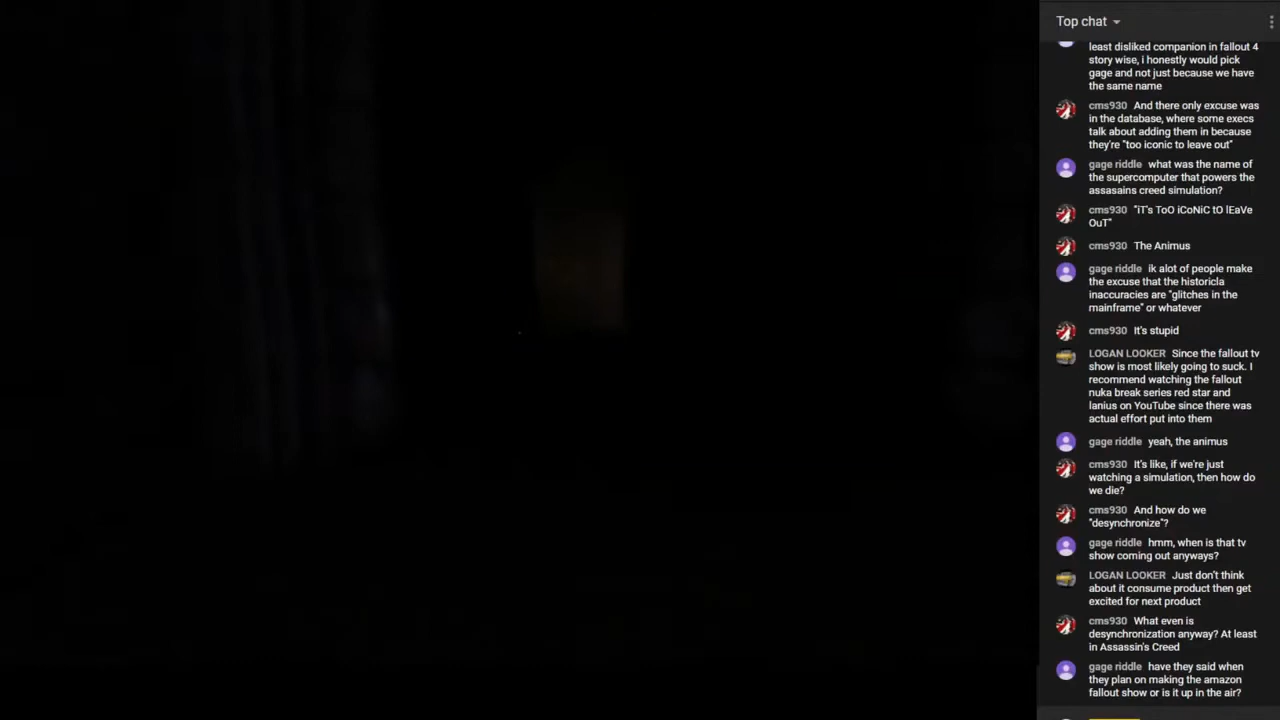 Top chat
least disliked companion in fallout 4
story wise, i honestly would pick
gage and not just because we have
the same name
cms930 And there only excuse was
in the database, where some execs
talk about adding them in because
they're "too iconic to leave out"
gage riddle what was the name of
the supercomputer that powers the
assasains creed simulation?
cms930 "iT's ToO iCoNiC tO lEaVe
OuT"
cms930 The Animus
gage riddle ik alot of people make
the excuse that the historicla
inaccuracies are "glitches in the
mainframe" or whatever
cms930 It's stupid
LOGAN LOOKER Since the fallout tv
show is most likely going to suck. I
recommend watching the fallout
nuka break series red star and
lanius on YouTube since there was
actual effort put into them
gage riddle yeah, the animus
cms930 It's like, if we're just
watching a simulation, then how do
we die?
cms930 And how do we
"desynchronize"?
gage riddle hmm, when is that tv
show coming out anyways?
LOGAN LOOKER Just don't think
about it consume product then get
excited for next product
cms930 What even is
desynchronization anyway? At least
in Assassin's Creed
gage riddle have they said when
they plan on making the amazon
fallout show or is it up in the air?